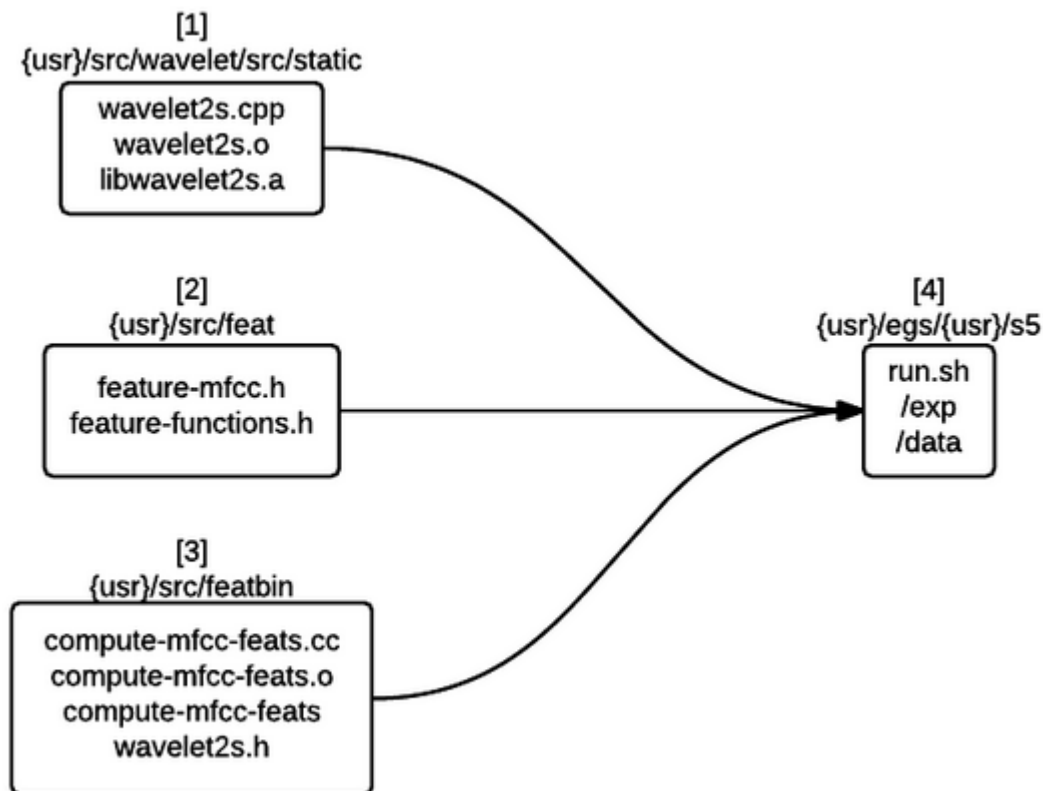 [1]
{usr}/src/wavelet/src/static
wavelet2s.cpp
wavelet2s.o
libwavelet2s.a
[2]
{usr}/src/feat
feature-mfcc.h
feature-functions.h
[3]
{usr}/src/featbin
compute-mfcc-feats.cc
compute-mfcc-feats.o
compute-mfcc-feats
wavelet2s.h
[4]
{usr}/egs/{usr}/s5
run.sh
/exp
/data